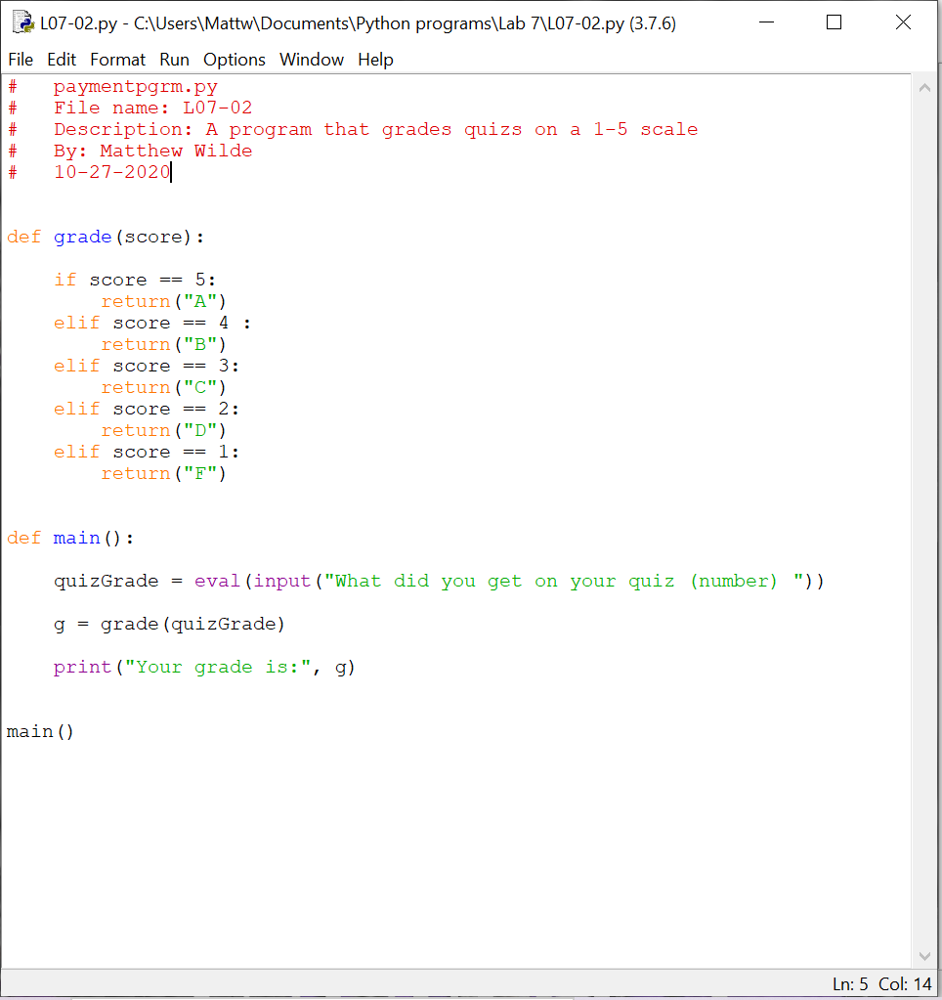 L07-02.py - C:\Users\Mattw\Documents\Python programs\Lab 7\L07-02.py (3.7.6)
File Edit Format Run Options Window Help
#   paymentpgrm.py
#   File name: L07-02
#   Description: A program that grades quizs on a 1-5 scale
#   By: Matthew Wilde
#   10-27-2020
def grade(score):
    if score == 5:
        return("A")
    elif score == 4 :
        return("B")
    elif score == 3:
        return("C")
    elif score == 2:
        return("D")
    elif score == 1:
        return("F")
def main():
    quizGrade = eval(input("What did you get on your quiz (number) "))
    g = grade(quizGrade)
    print("Your grade is:", g)
main()
Ln: 5 Col: 14